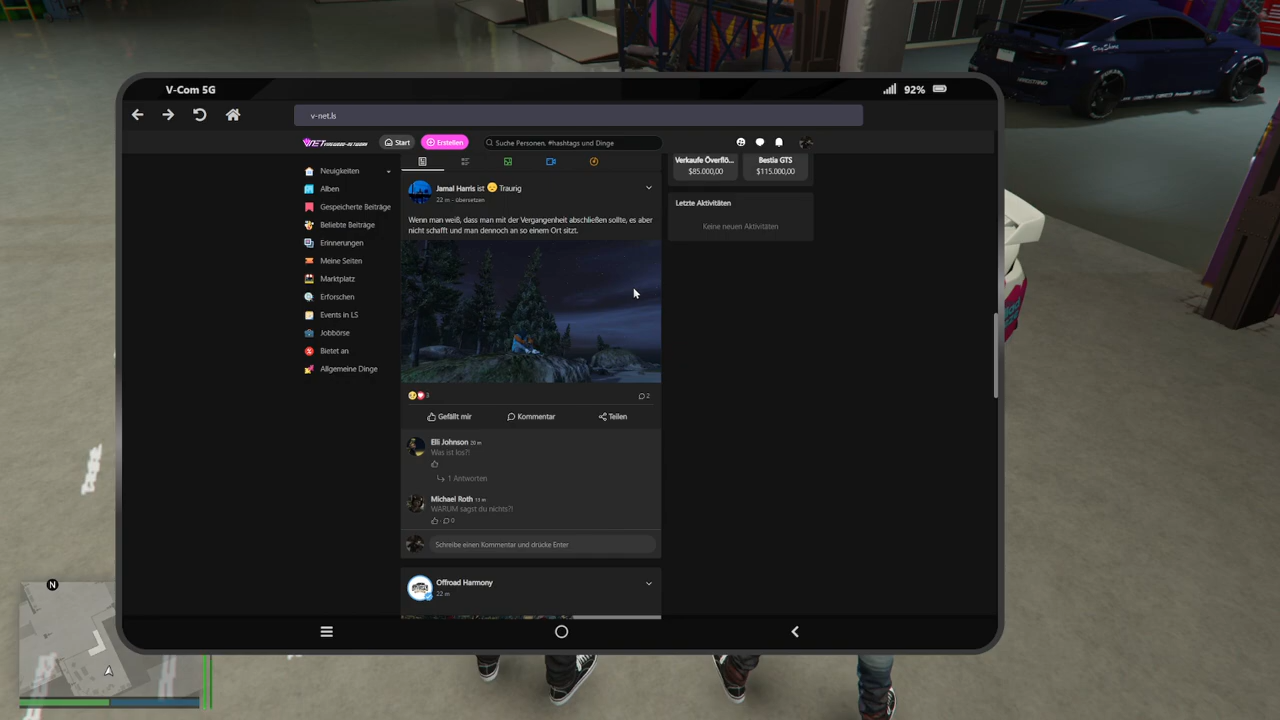 V-Com 5G
92%
v-net.ls
VNET
Start
Erstellen
Suche Personen, #hashtags und Dinge
Neuigkeiten
Alben
Gespeicherte Beiträge
Beliebte Beiträge
Erinnerungen
Meine Seiten
Marktplatz
Erforschen
Events in LS
Jobbörse
Bietet an
Allgemeine Dinge
Jamal Harris ist Traurig
22 m - übersetzen
Wenn man weiß, dass man mit der Vergangenheit abschließen sollte, es aber
nicht schafft und man dennoch an so einem Ort sitzt.
3
2
Gefällt mir
Kommentar
Teilen
Elli Johnson 20 m
Was ist los?!
1 Antworten
Michael Roth 13 m
WARUM sagst du nichts?!
0
Schreibe einen Kommentar und drücke Enter
Offroad Harmony
22 m
Verkaufe Überflö...
$85.000,00
Bestia GTS
$115.000,00
Letzte Aktivitäten
Keine neuen Aktivitäten
N